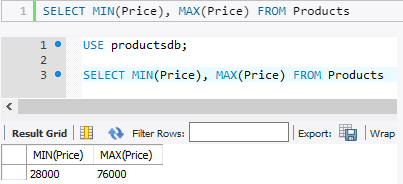 1 SELECT MIN(Price), MAX(Price) FROM Products
1 USE productsdb;
2
3 SELECT MIN(Price), MAX(Price) FROM Products
Result Grid Filter Rows: Export: Wrap
MIN(Price) MAX(Price)
28000 76000